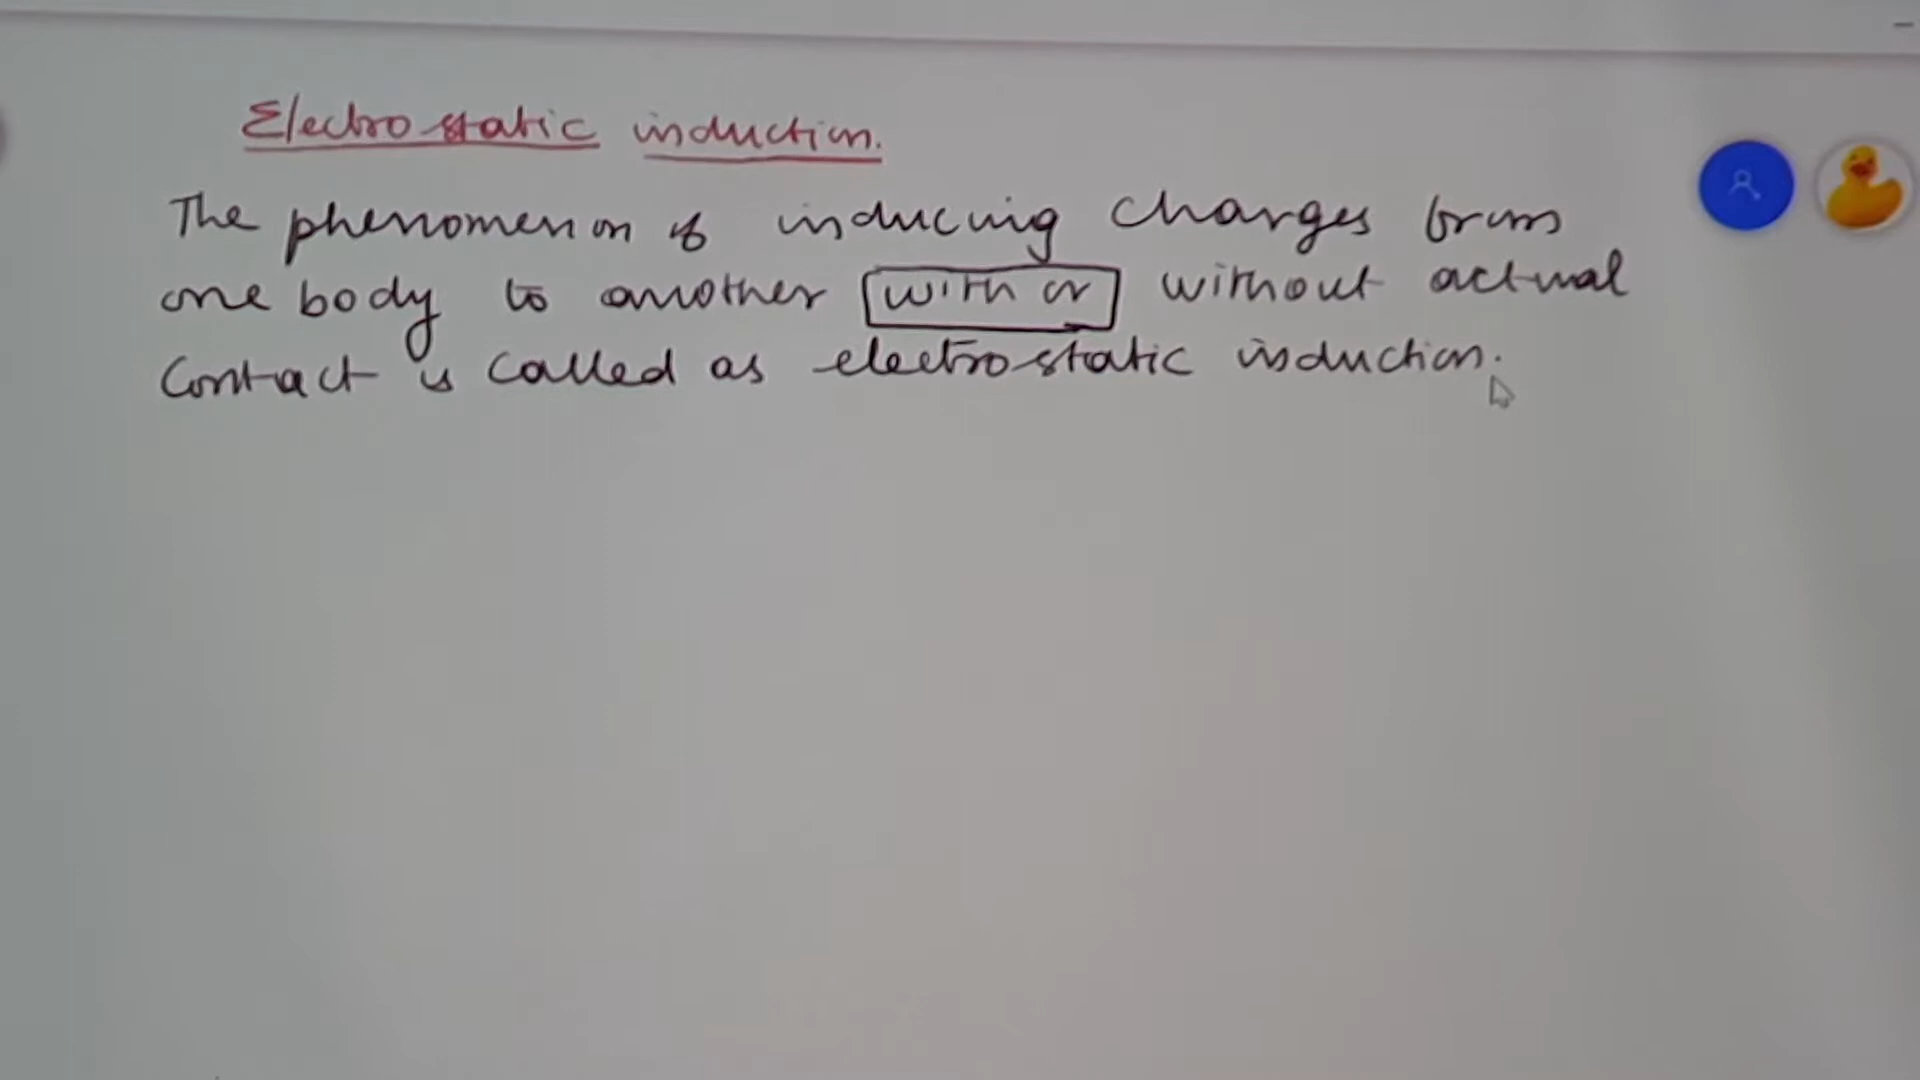 Electrostatic induction.
The phenomenon of inducing charges from
one body to another with or without actual
contact is called as electrostatic induction.